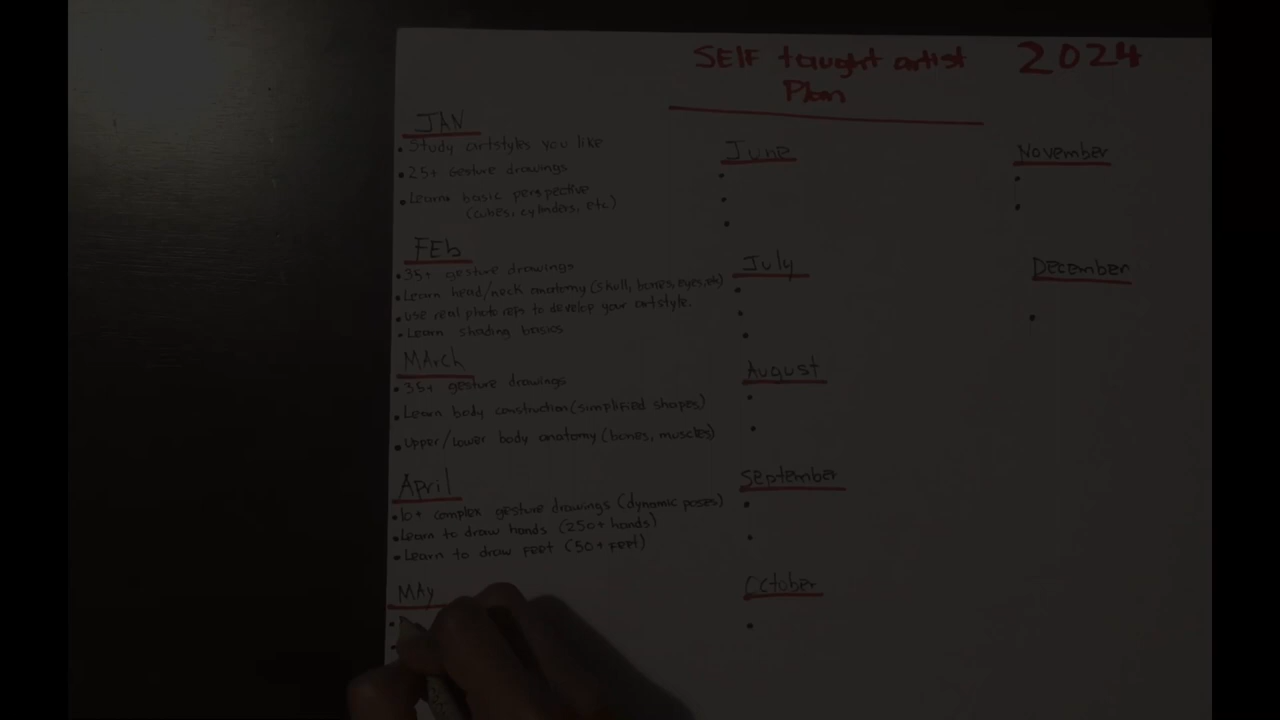 SElF taught artist 2024
Plan
JAN
• Study artstyles you like
• 25+ Gesture drawings
• Learn basic perspective
(cubes, cylinders, etc)
FEb
• 35+ gesture drawings
• Learn head/neck anatomy (skull, bones, eyes, etc)
• use real photo refs to develop your artstyle.
• Learn shading basics
MArch
• 35+ gesture drawings
• Learn body construction (simplified shapes)
• upper/lower body anatomy (bones, muscles)
April
• 10+ complex gesture drawings (dynamic poses)
• Learn to draw hands (250+ hands)
• Learn to draw feet (50+ feet)
MAy
June
July
August
September
October
November
December